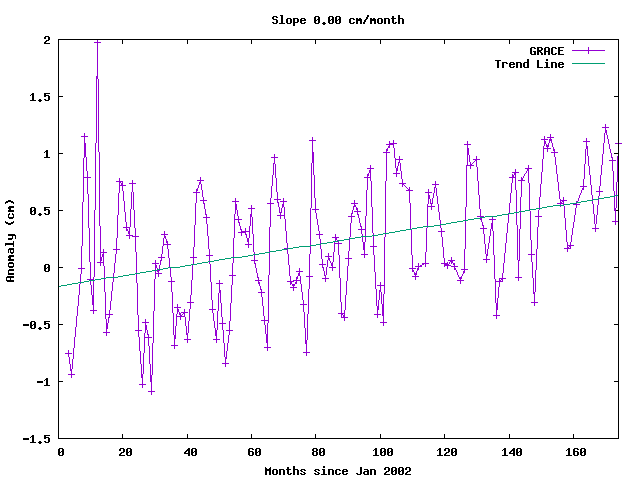 Slope 0.00 cm/month
GRACE
Trend Line
2
1.5
1
0.5
0
-0.5
-1
-1.5
Anomaly (cm)
0 20 40 60 80 100 120 140 160
Months since Jan 2002